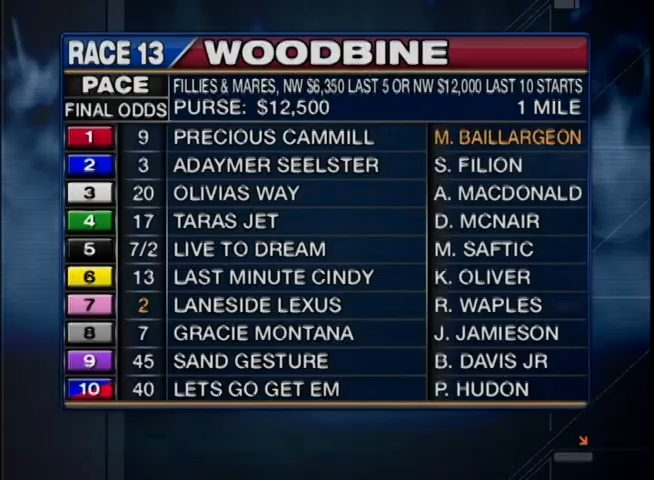 RACE 13 WOODBINE
PACE FILLIES & MARES, NW $6,350 LAST 5 OR NW $12,000 LAST 10 STARTS
FINAL ODDS PURSE: $12,500 1 MILE
1 9 PRECIOUS CAMMILL M. BAILLARGEON
2 3 ADAYMER SEELSTER S. FILION
3 20 OLIVIAS WAY A. MACDONALD
4 17 TARAS JET D. MCNAIR
5 7/2 LIVE TO DREAM M. SAFTIC
6 13 LAST MINUTE CINDY K. OLIVER
7 2 LANESIDE LEXUS R. WAPLES
8 7 GRACIE MONTANA J. JAMIESON
9 45 SAND GESTURE B. DAVIS JR
10 40 LETS GO GET EM P. HUDON